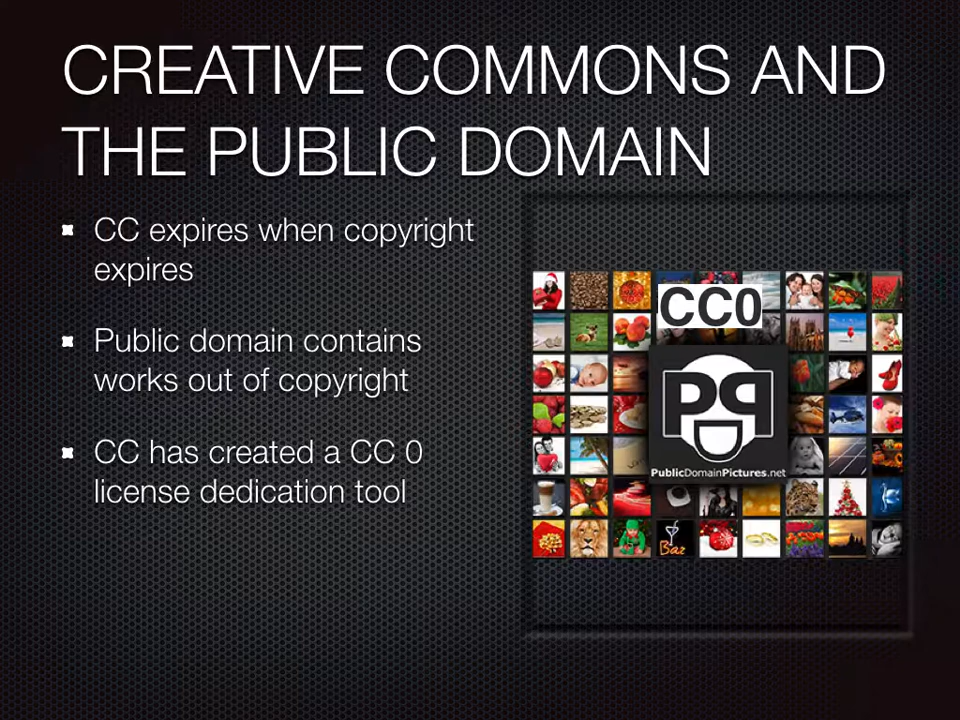 CREATIVE COMMONS AND
THE PUBLIC DOMAIN
CC expires when copyright
expires
Public domain contains
works out of copyright
CC has created a CC 0
license dedication tool
CC0
PublicDomainPictures.net
Bar